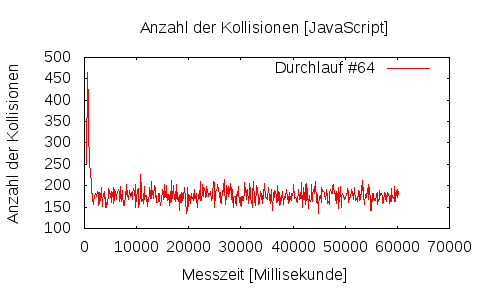 Anzahl der Kollisionen [JavaScript]
Durchlauf #64
Anzahl der Kollisionen
500
450
400
350
300
250
200
150
100
0 10000 20000 30000 40000 50000 60000 70000
Messzeit [Millisekunde]